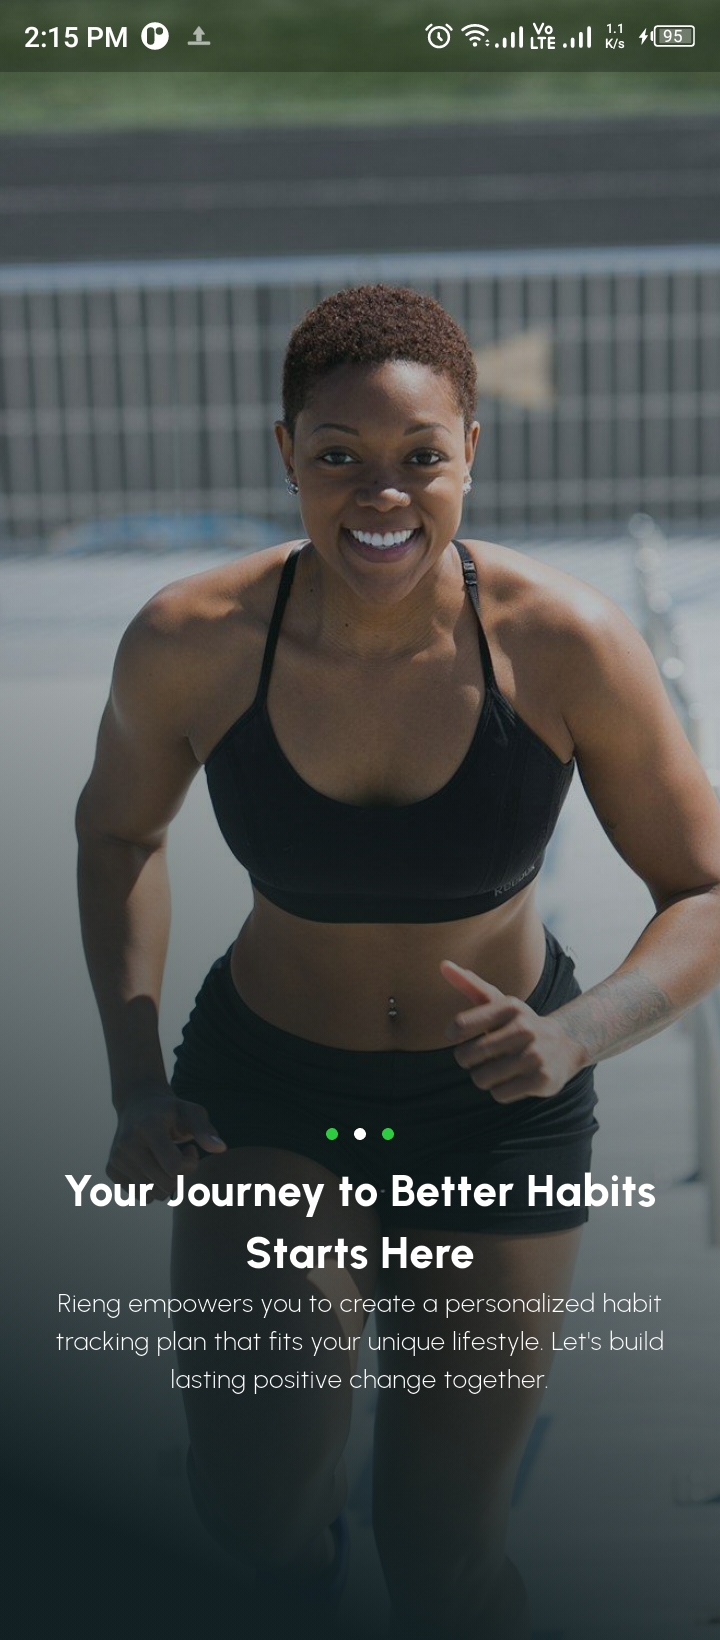 2:15 PM
Vo LTE
1.1 K/s
95
Reebok
Your Journey to Better Habits
Starts Here
Rieng empowers you to create a personalized habit
tracking plan that fits your unique lifestyle. Let's build
lasting positive change together.